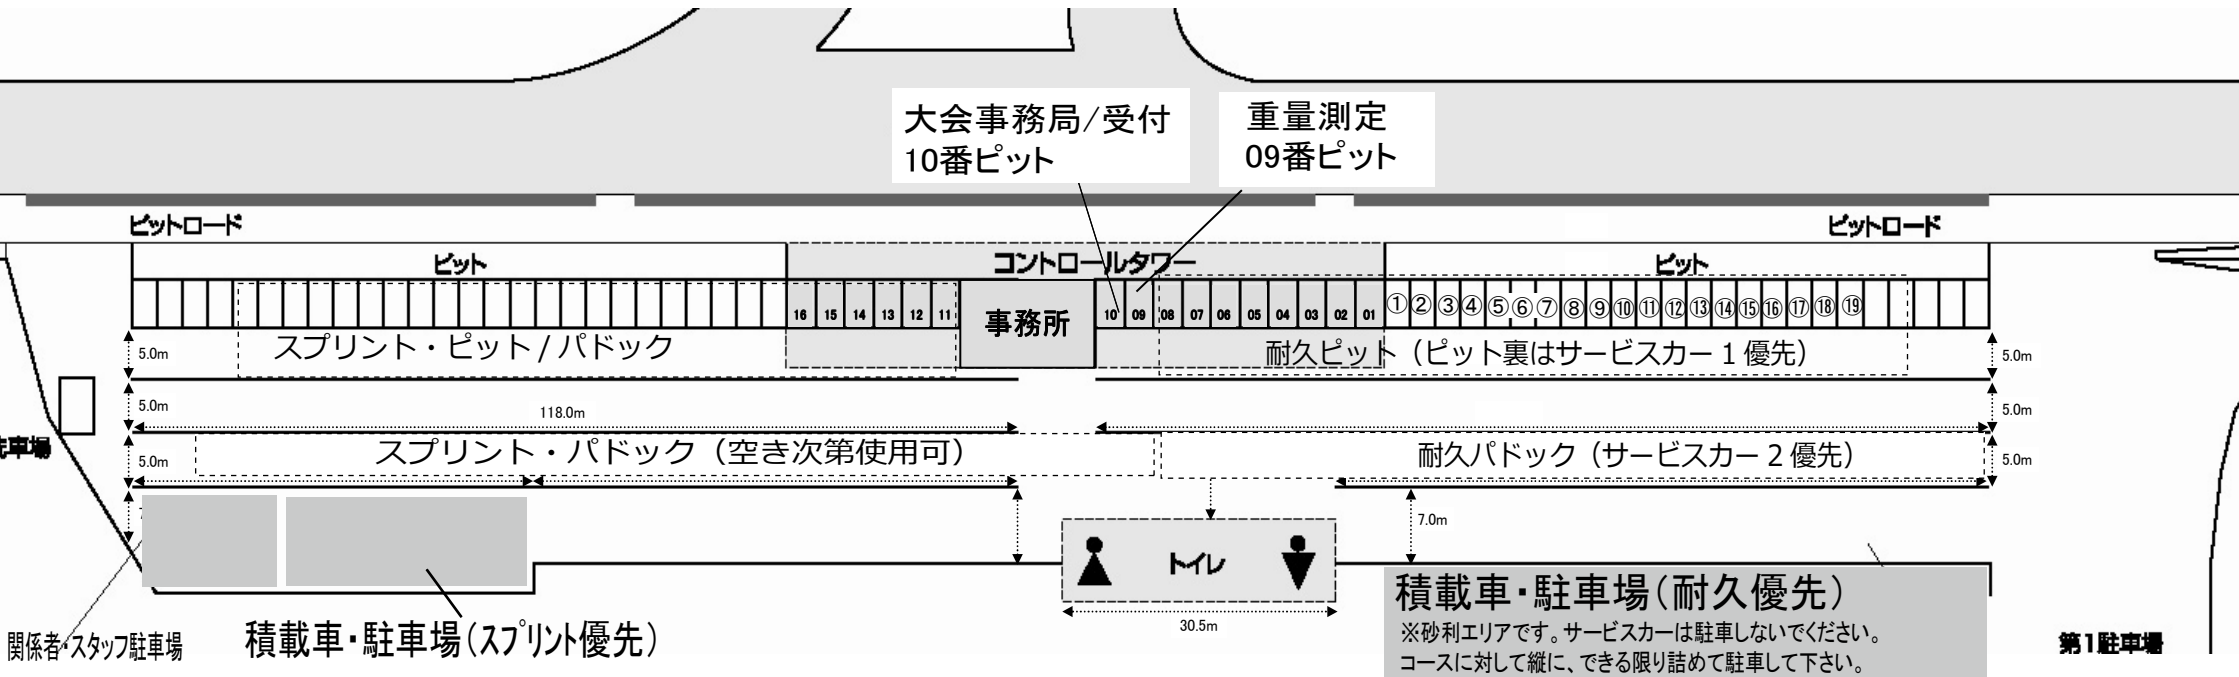 大会事務局/受付
10番ピット
重量測定
09番ピット
ピットロード
ピットロード
ピット
コントロールタワー
ピット
16 15 14 13 12 11
事務所
10 09 08 07 06 05 04 03 02 01
①②③④⑤⑥⑦⑧⑨⑩⑪⑫⑬⑭⑮⑯⑰⑱⑲
5.0m
スプリント・ピット/パドック
耐久ピット（ピット裏はサービスカー1優先）
5.0m
5.0m
118.0m
5.0m
洗車場
5.0m
スプリント・パドック（空き次第使用可）
耐久パドック（サービスカー2優先）
5.0m
7.0m
トイレ
30.5m
関係者・スタッフ駐車場
積載車・駐車場（スプリント優先）
積載車・駐車場（耐久優先）
※砂利エリアです。サービスカーは駐車しないでください。
コースに対して縦に、できる限り詰めて駐車して下さい。
第1駐車場